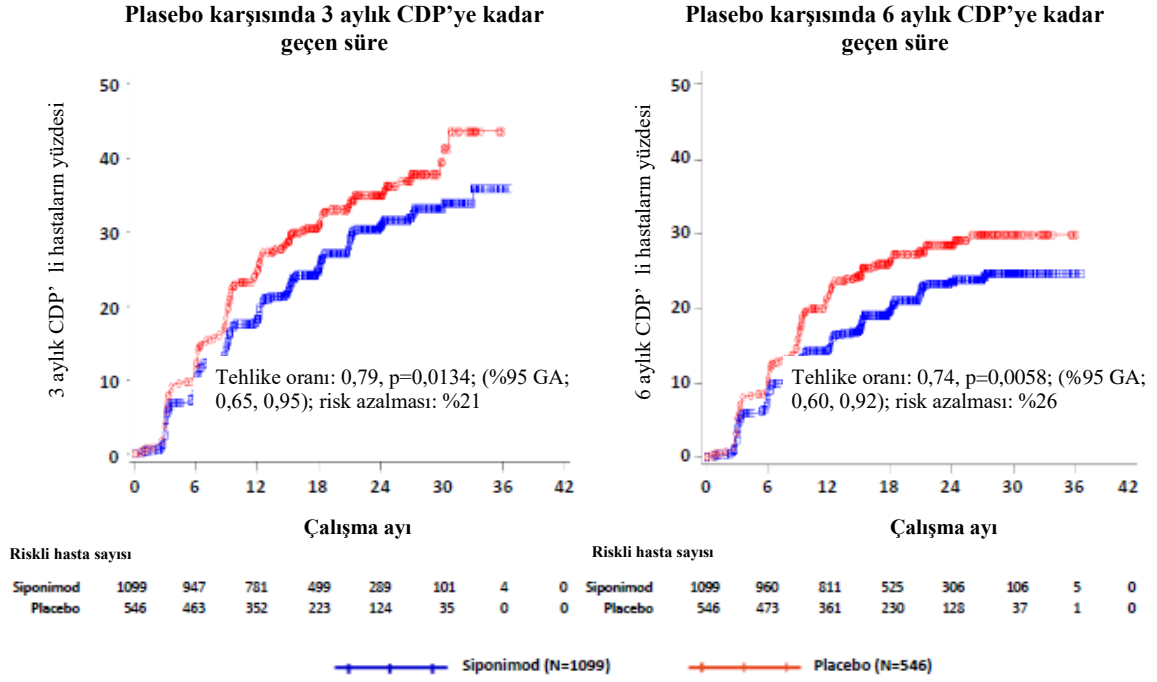 Plasebo karşısında 3 aylık CDP’ye kadar
geçen süre
3 aylık CDP’ li hastaların yüzdesi
50
40
30
20
10
0
Tehlike oranı: 0,79, p=0,0134; (%95 GA;
0,65, 0,95); risk azalması: %21
0 6 12 18 24 30 36 42
Çalışma ayı
Riskli hasta sayısı
Siponimod 1099 947 781 499 289 101 4 0
Placebo 546 463 352 223 124 35 0 0
Plasebo karşısında 6 aylık CDP’ye kadar
geçen süre
6 aylık CDP’ li hastaların yüzdesi
50
40
30
20
10
0
Tehlike oranı: 0,74, p=0,0058; (%95 GA;
0,60, 0,92); risk azalması: %26
0 6 12 18 24 30 36 42
Çalışma ayı
Riskli hasta sayısı
Siponimod 1099 960 811 525 306 106 5 0
Placebo 546 473 361 230 128 37 1 0
Siponimod (N=1099)
Placebo (N=546)